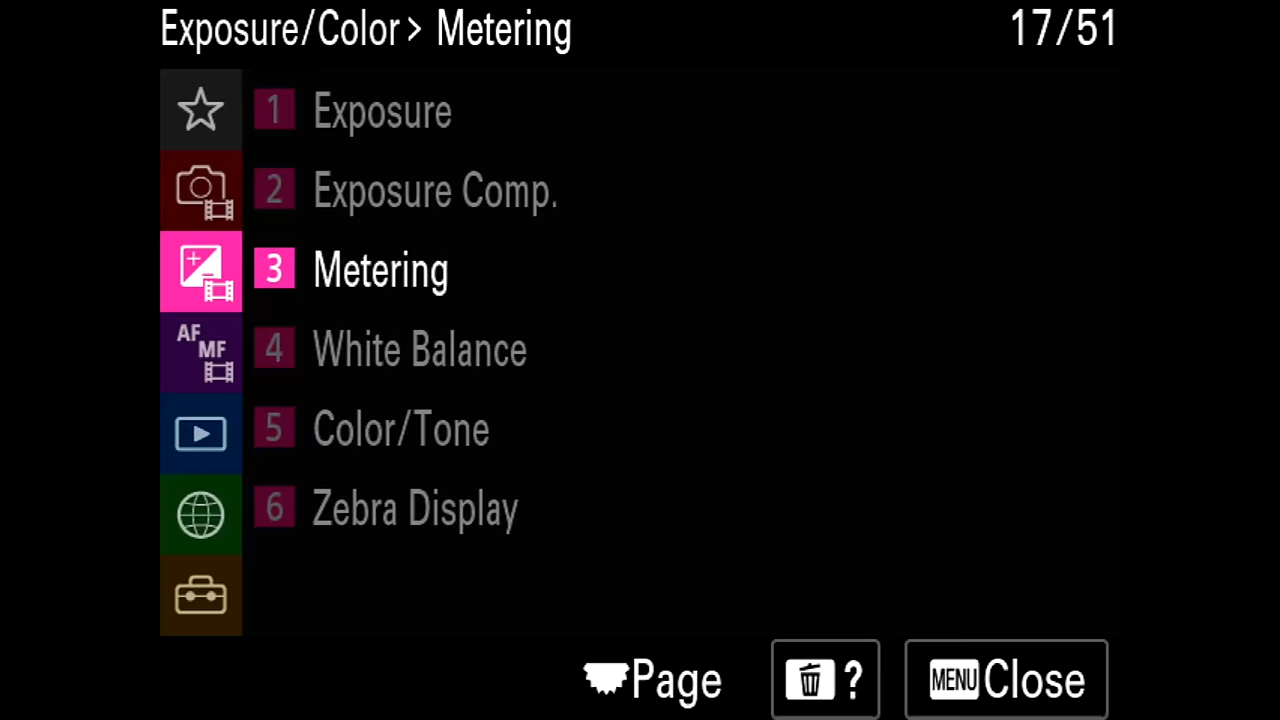 Exposure/Color> Metering 17/51
1 Exposure
2 Exposure Comp.
3 Metering
AF MF
4 White Balance
5 Color/Tone
6 Zebra Display
Page ? MENU Close